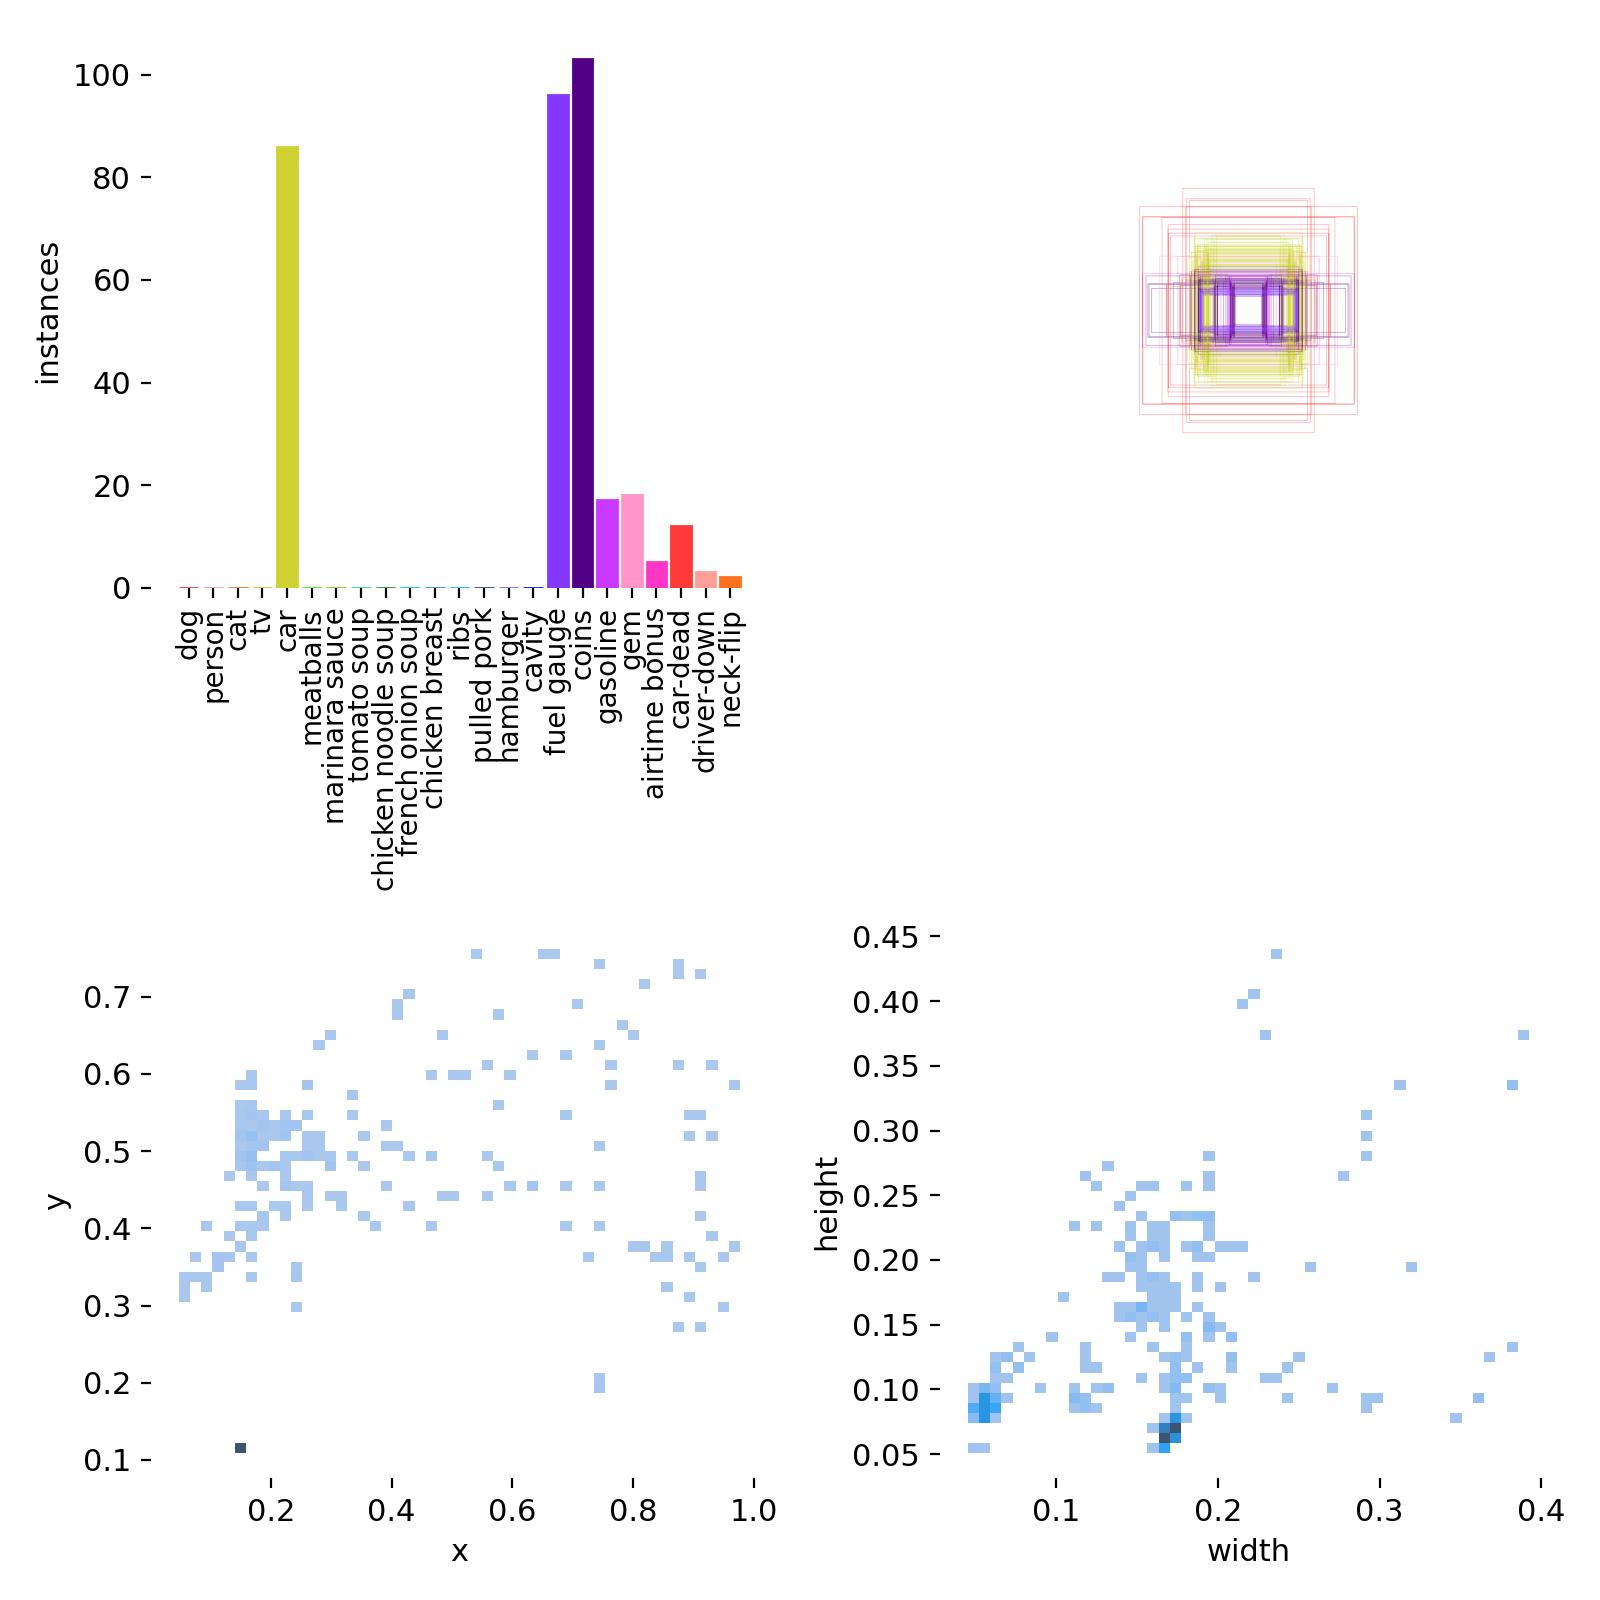 100
80
60
40
20
0
instances
dog
person
cat
tv
car
meatballs
marinara sauce
tomato soup
chicken noodle soup
french onion soup
chicken breast
ribs
pulled pork
hamburger
cavity
fuel gauge
coins
gasoline
gem
airtime bonus
car-dead
driver-down
neck-flip
0.7
0.6
0.5
0.4
0.3
0.2
0.1
y
0.2 0.4 0.6 0.8 1.0
x
0.45
0.40
0.35
0.30
0.25
0.20
0.15
0.10
0.05
height
0.1 0.2 0.3 0.4
width